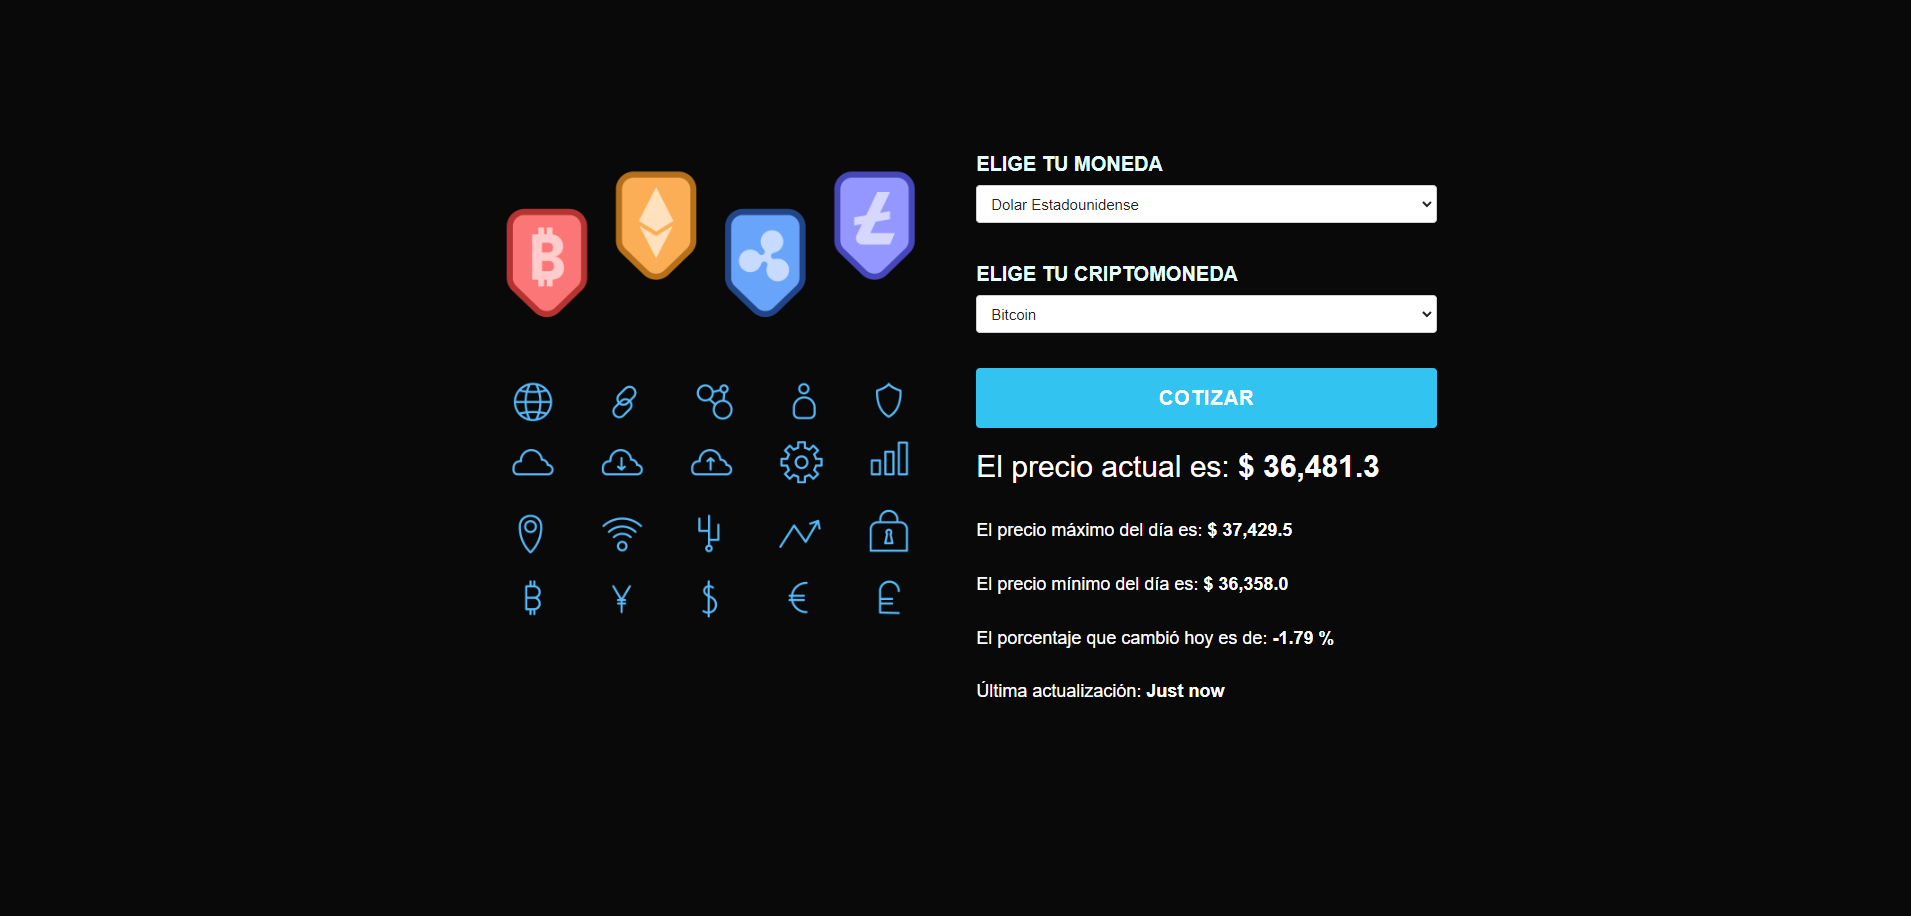 ELIGE TU MONEDA
Dolar Estadounidense
ELIGE TU CRIPTOMONEDA
Bitcoin
COTIZAR
El precio actual es: $ 36,481.3
El precio máximo del día es: $ 37,429.5
El precio mínimo del día es: $ 36,358.0
El porcentaje que cambió hoy es de: -1.79 %
Última actualización: Just now